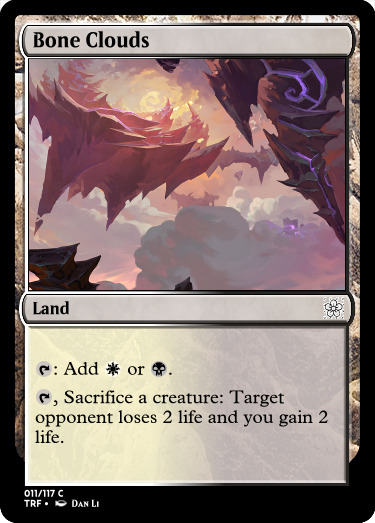 Bone Clouds
Land
: Add or .
, Sacrifice a creature: Target
opponent loses 2 life and you gain 2
life.
011/117 C
TRF • Dan Li